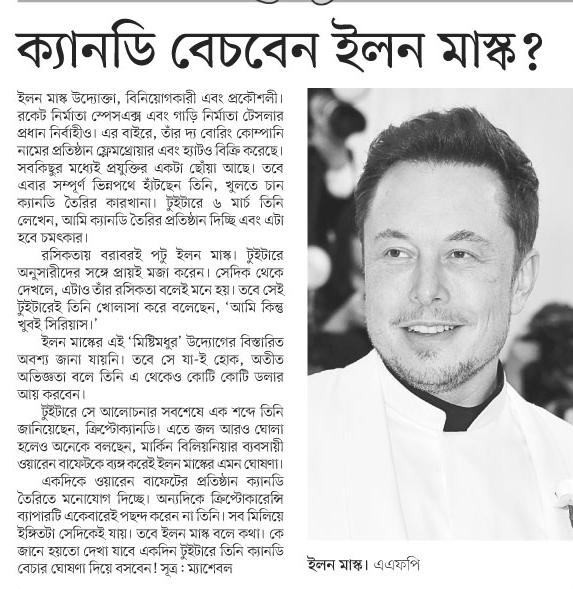 ক্যানডি বেচবেন ইলন মাস্ক?
ইলন মাস্ক উদ্যোক্তা, বিনিয়োগকারী এবং প্রকৌশলী।
রকেট নির্মাতা স্পেসএক্স এবং গাড়ি নির্মাতা টেসলার
প্রধান নির্বাহীও। এর বাইরে, তাঁর দ্য বোরিং কোম্পানি
নামের প্রতিষ্ঠান ফ্লেমথ্রোয়ার এবং হ্যাটও বিক্রি করেছে।
সবকিছুর মধ্যেই প্রযুক্তির একটা ছোঁয়া আছে। তবে
এবার সম্পূর্ণ ভিন্নপথে হাঁটছেন তিনি, খুলতে চান
ক্যানডি তৈরির কারখানা। টুইটারে ৬ মার্চ তিনি
লেখেন, আমি ক্যানডি তৈরির প্রতিষ্ঠান দিচ্ছি এবং এটা
হবে চমৎকার।
রসিকতায় বরাবরই পটু ইলন মাস্ক। টুইটারে
অনুসারীদের সঙ্গে প্রায়ই মজা করেন। সেদিক থেকে
দেখলে, এটাও তাঁর রসিকতা বলেই মনে হয়। তবে সেই
টুইটারেই তিনি খোলাসা করে বলেছেন, ‘আমি কিন্তু
খুবই সিরিয়াস।’
ইলন মাস্কের এই ‘মিষ্টিমধুর’ উদ্যোগের বিস্তারিত
অবশ্য জানা যায়নি। তবে সে যা-ই হোক, অতীত
অভিজ্ঞতা বলে তিনি এ থেকেও কোটি কোটি ডলার
আয় করবেন।
টুইটারে সে আলোচনার সবশেষে এক শব্দে তিনি
জানিয়েছেন, ক্রিপ্টোক্যানডি। এতে জল আরও ঘোলা
হলেও অনেকে বলছেন, মার্কিন বিলিয়নিয়ার ব্যবসায়ী
ওয়ারেন বাফেটকে ব্যঙ্গ করেই ইলন মাস্কের এমন ঘোষণা।
একদিকে ওয়ারেন বাফেটের প্রতিষ্ঠান ক্যানডি
তৈরিতে মনোযোগ দিচ্ছে। অন্যদিকে ক্রিপ্টোকারেন্সি
ব্যাপারটি একেবারেই পছন্দ করেন না তিনি। সব মিলিয়ে
ইঙ্গিতটা সেদিকেই যায়। তবে ইলন মাস্ক বলে কথা। কে
জানে হয়তো দেখা যাবে একদিন টুইটারে তিনি ক্যানডি
বেচার ঘোষণা দিয়ে বসবেন! সূত্র : ম্যাশেবল
ইলন মাস্ক। এএফপি